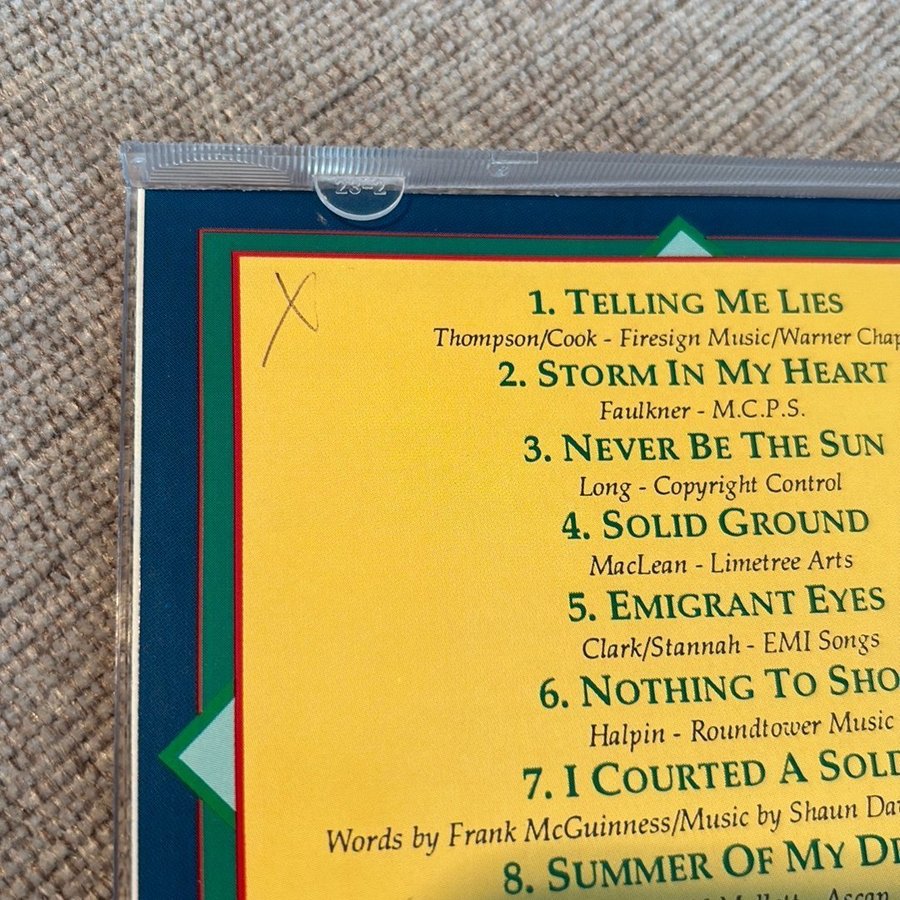 23-2
X
1. TELLING ME LIES
Thompson/Cook - Firesign Music/Warner Chap
2. STORM IN MY HEART
Faulkner - M.C.P.S.
3. NEVER BE THE SUN
Long - Copyright Control
4. SOLID GROUND
MacLean - Limetree Arts
5. EMIGRANT EYES
Clark/Stannah - EMI Songs
6. NOTHING TO SHO
Halpin - Roundtower Music
7. I COURTED A SOLD
Words by Frank McGuinness/Music by Shaun Da
8. SUMMER OF MY DR